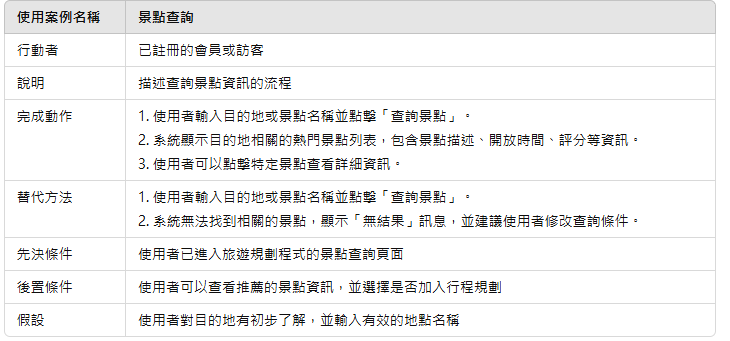 使用案例名稱 景點查詢
行動者 已註冊的會員或訪客
說明 描述查詢景點資訊的流程
完成動作 1. 使用者輸入目的地或景點名稱並點擊「查詢景點」。
2. 系統顯示目的地相關的熱門景點列表，包含景點描述、開放時間、評分等資訊。
3. 使用者可以點擊特定景點查看詳細資訊。
替代方法 1. 使用者輸入目的地或景點名稱並點擊「查詢景點」。
2. 系統無法找到相關的景點，顯示「無結果」訊息，並建議使用者修改查詢條件。
先決條件 使用者已進入旅遊規劃程式的景點查詢頁面
後置條件 使用者可以查看推薦的景點資訊，並選擇是否加入行程規劃
假設 使用者對目的地有初步了解，並輸入有效的地點名稱